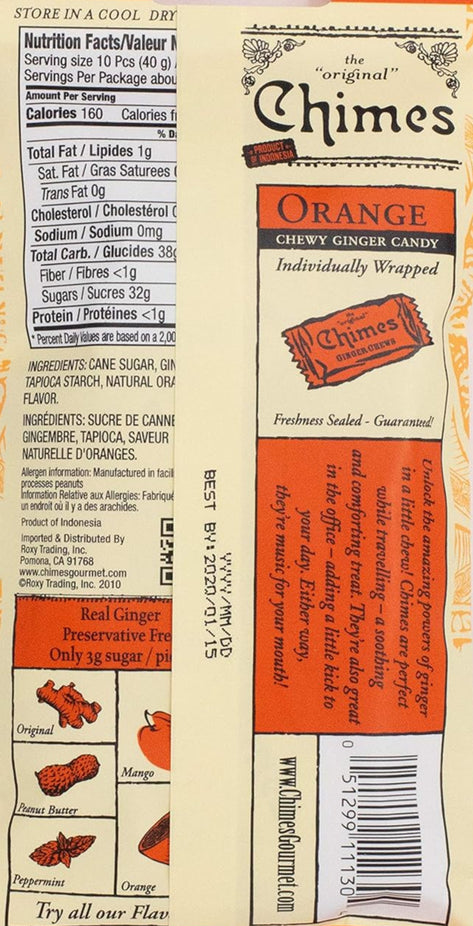 STORE IN A COOL DRY
Nutrition Facts/Valeur N
Serving size 10 Pcs (40 g)
Servings Per Package abou
Amount Per Serving
Calories 160 Calories f
% Da
Total Fat / Lipides 1g
Sat. Fat / Gras Saturees
Trans Fat 0g
Cholesterol / Cholestérol
Sodium / Sodium 0mg
Total Carb. / Glucides 38g
Fiber / Fibres <1g
Sugars / Sucres 32g
Protein / Protéines <1g
* Percent Daily Values are based on a 2,00
INGREDIENTS: CANE SUGAR, GIN
TAPIOCA STARCH, NATURAL ORA
FLAVOR.
INGRÉDIENTS: SUCRE DE CANNE
GINGEMBRE, TAPIOCA, SAVEUR
NATURELLE D'ORANGES.
Allergen information: Manufactured in facili
processes peanuts
Information Relative aux Allergies: Fabriqué
un endroit où il y a des arachides.
Product of Indonesia
Imported & Distributed By
Roxy Trading, Inc.
Pomona, CA 91768
www.chimesgourmet.com
©Roxy Trading, Inc. 2010
Real Ginger
Preservative Fre
Only 3g sugar / pi
Original
Mango
Peanut Butter
Peppermint
Orange
Try all our Flav
YYYY/MM/DD
BEST BY: 2020/01/15
the
"original"
Chimes
PRODUCT
OF INDONESIA
ORANGE
CHEWY GINGER CANDY
Individually Wrapped
the
"original"
Chimes
GINGER CHEWS
Freshness Sealed - Guaranteed!
Unlock the amazing powers of ginger
in a little chew! Chimes are perfect
while travelling – a soothing
and comforting treat. They're also great
in the office – adding a little kick to
your day. Either way,
they're music for your mouth!
www.ChimesGourmet.com
0 51299 11130